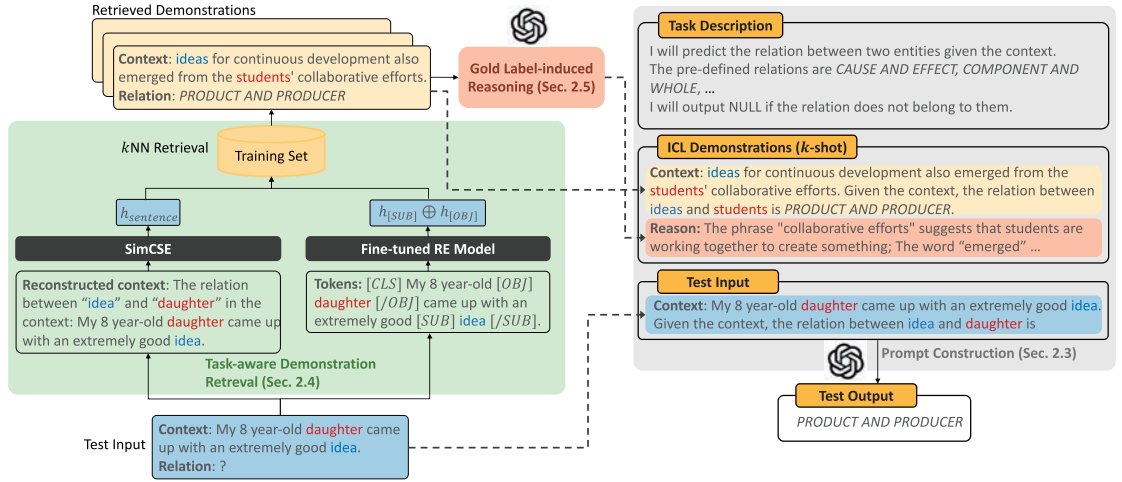 Retrieved Demonstrations
Context: ideas for continuous development also
emerged from the students' collaborative efforts.
Relation: PRODUCT AND PRODUCER
Gold Label-induced
Reasoning (Sec. 2.5)
kNN Retrieval
Training Set
h_sentence
h_[SUB] ⊕ h_[OBJ]
SimCSE
Fine-tuned RE Model
Reconstructed context: The relation
between “idea” and “daughter” in the
context: My 8 year-old daughter came up
with an extremely good idea.
Tokens: [CLS] My 8 year-old [OBJ]
daughter [/OBJ] came up with an
extremely good [SUB] idea [/SUB].
Task-aware Demonstration
Retreval (Sec. 2.4)
Test Input
Context: My 8 year-old daughter came
up with an extremely good idea.
Relation: ?
Task Description
I will predict the relation between two entities given the context.
The pre-defined relations are CAUSE AND EFFECT, COMPONENT AND
WHOLE, …
I will output NULL if the relation does not belong to them.
ICL Demonstrations (k-shot)
Context: ideas for continuous development also emerged from the
students' collaborative efforts. Given the context, the relation between
ideas and students is PRODUCT AND PRODUCER.
Reason: The phrase "collaborative efforts" suggests that students are
working together to create something; The word “emerged” …
Test Input
Context: My 8 year-old daughter came up with an extremely good idea.
Given the context, the relation between idea and daughter is
Prompt Construction (Sec. 2.3)
Test Output
PRODUCT AND PRODUCER